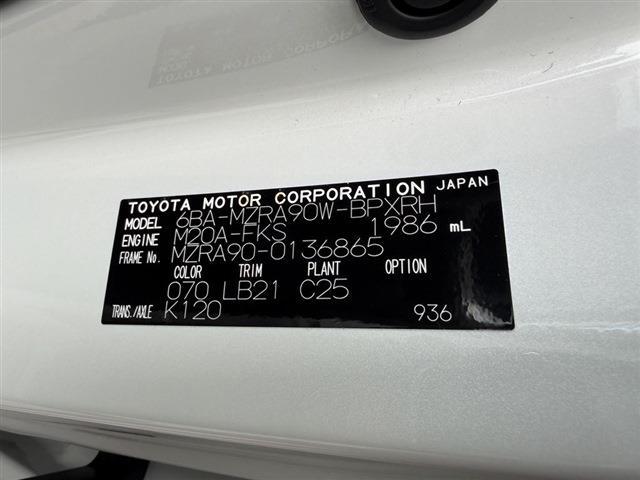 TOYOTA MOTOR CORPORATION JAPAN
MODEL 6BA-MZRA90W-BPXRH
ENGINE M20A-FKS 1986 mL
FRAME No. MZRA90-0136865
COLOR TRIM PLANT OPTION
070 LB21 C25
TRANS./AXLE K120 936